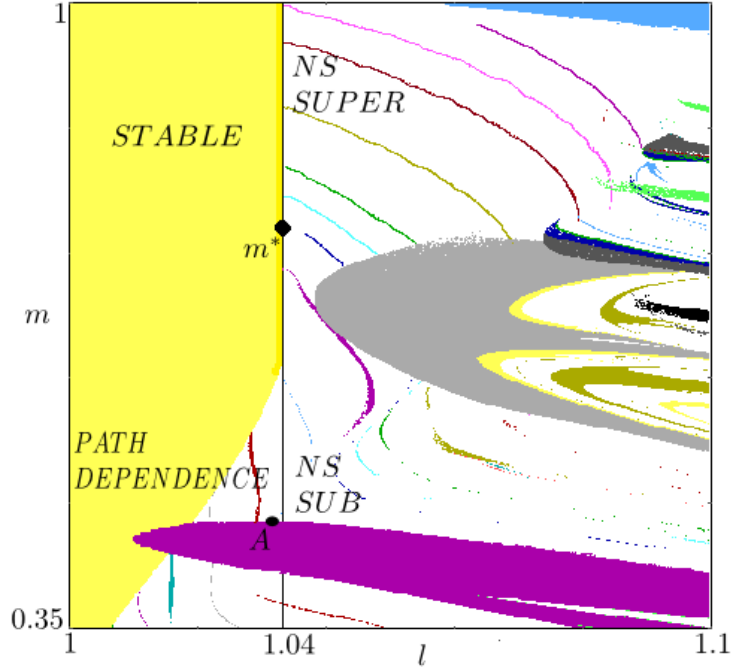 1
NS
SUPER
STABLE
m*
m
PATH
DEPENDENCE
NS
SUB
A
0.35
1
1.04
l
1.1